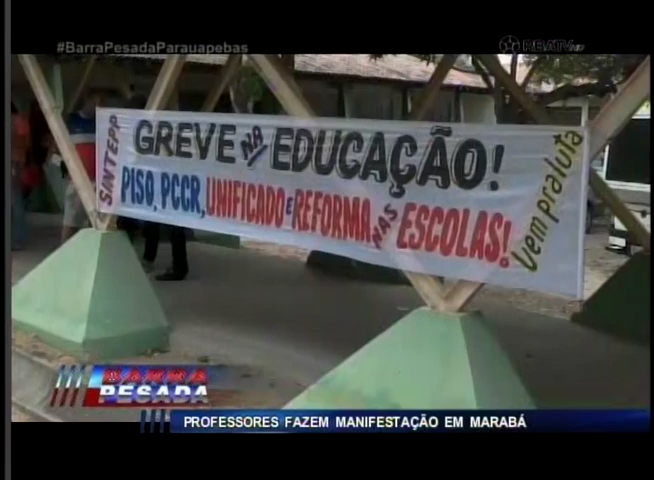 #BarraPesadaParauapebas
RBATV HD
SINTEPP
GREVE NA EDUCAÇÃO!
PISO, PCCR, UNIFICADO E REFORMA NAS ESCOLAS!
Vem pra luta
BARRA
PESADA
PROFESSORES FAZEM MANIFESTAÇÃO EM MARABÁ